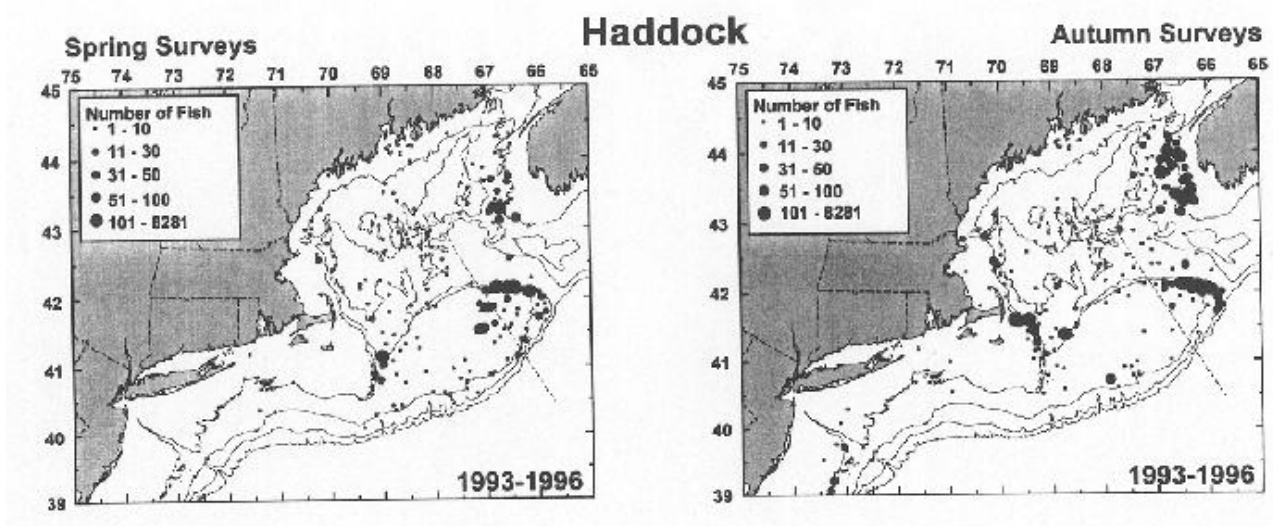 Haddock
Spring Surveys
75 74 73 72 71 70 69 68 67 66 65
45
44
43
42
41
40
39
Number of Fish
1 - 10
11 - 30
31 - 50
51 - 100
101 - 8281
1993-1996
Autumn Surveys
75 74 73 72 71 70 69 68 67 66 65
45
44
43
42
41
40
39
Number of Fish
1 - 10
11 - 30
31 - 50
51 - 100
101 - 8281
1993-1996